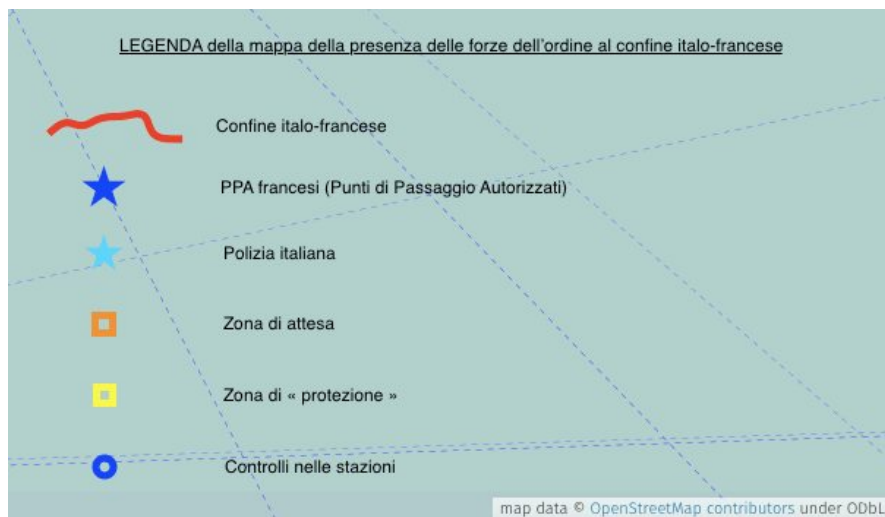 LEGENDA della mappa della presenza delle forze dell'ordine al confine italo-francese
Confine italo-francese
PPA francesi (Punti di Passaggio Autorizzati)
Polizia italiana
Zona di attesa
Zona di « protezione »
Controlli nelle stazioni
map data © OpenStreetMap contributors under ODbL